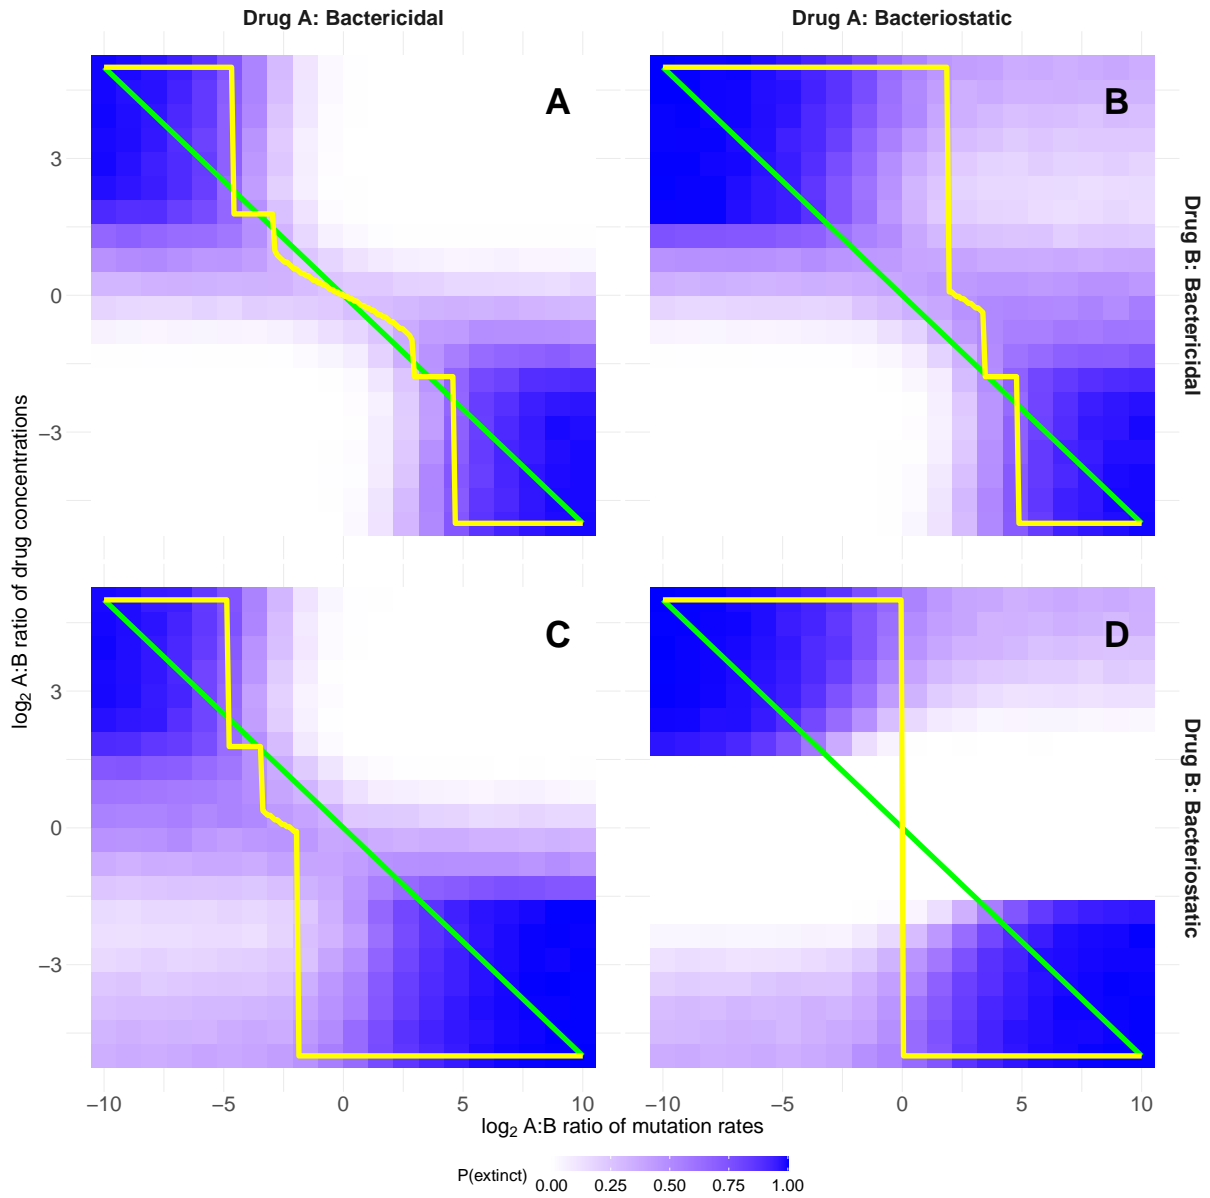 Drug A: Bactericidal
Drug A: Bacteriostatic
A
B
3
0
−3
Drug B: Bactericidal
log2 A:B ratio of drug concentrations
C
D
3
0
−3
Drug B: Bacteriostatic
−10 −5 0 5 10
−10 −5 0 5 10
log2 A:B ratio of mutation rates
P(extinct)
0.00 0.25 0.50 0.75 1.00